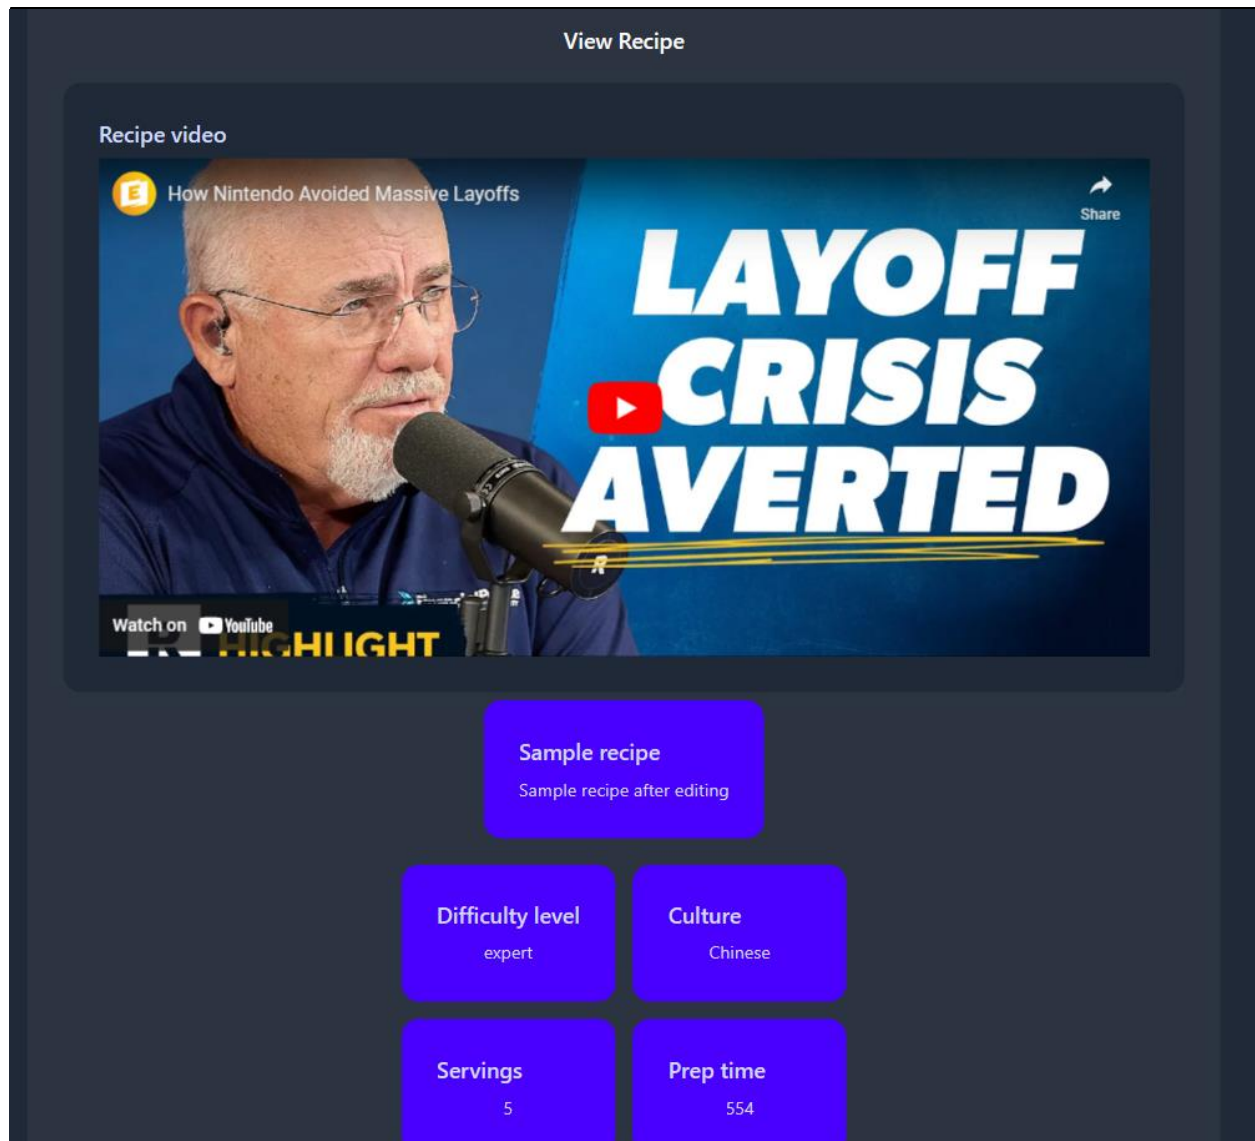 View Recipe
Recipe video
How Nintendo Avoided Massive Layoffs
Share
LAYOFF
CRISIS
AVERTED
R
Watch on YouTube
R HIGHLIGHT
Sample recipe
Sample recipe after editing
Difficulty level
expert
Culture
Chinese
Servings
5
Prep time
554